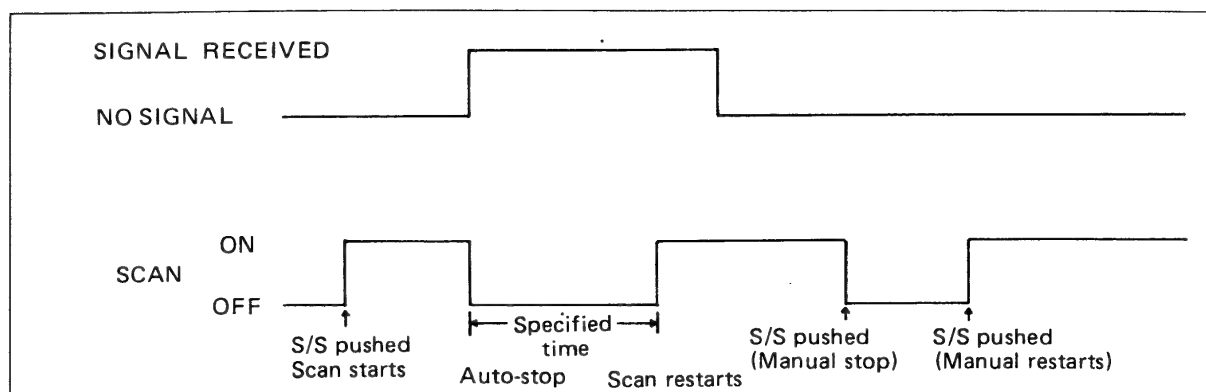 SIGNAL RECEIVED
NO SIGNAL
ON
SCAN
OFF
S/S pushed
Scan starts
Specified
time
Auto-stop
Scan restarts
S/S pushed
(Manual stop)
S/S pushed
(Manual restarts)